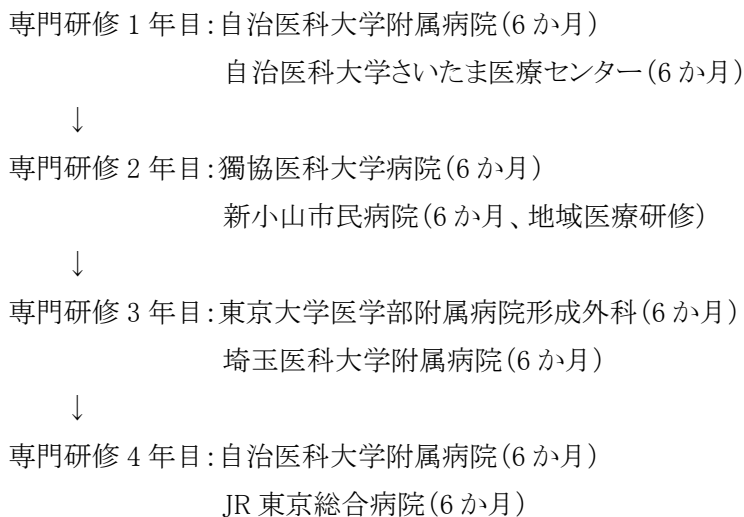 専門研修 1 年目：自治医科大学附属病院（6 か月）
自治医科大学さいたま医療センター（6 か月）
↓
専門研修 2 年目：獨協医科大学病院（6 か月）
新小山市民病院（6 か月、地域医療研修）
↓
専門研修 3 年目：東京大学医学部附属病院形成外科（6 か月）
埼玉医科大学附属病院（6 か月）
↓
専門研修 4 年目：自治医科大学附属病院（6 か月）
JR 東京総合病院（6 か月）